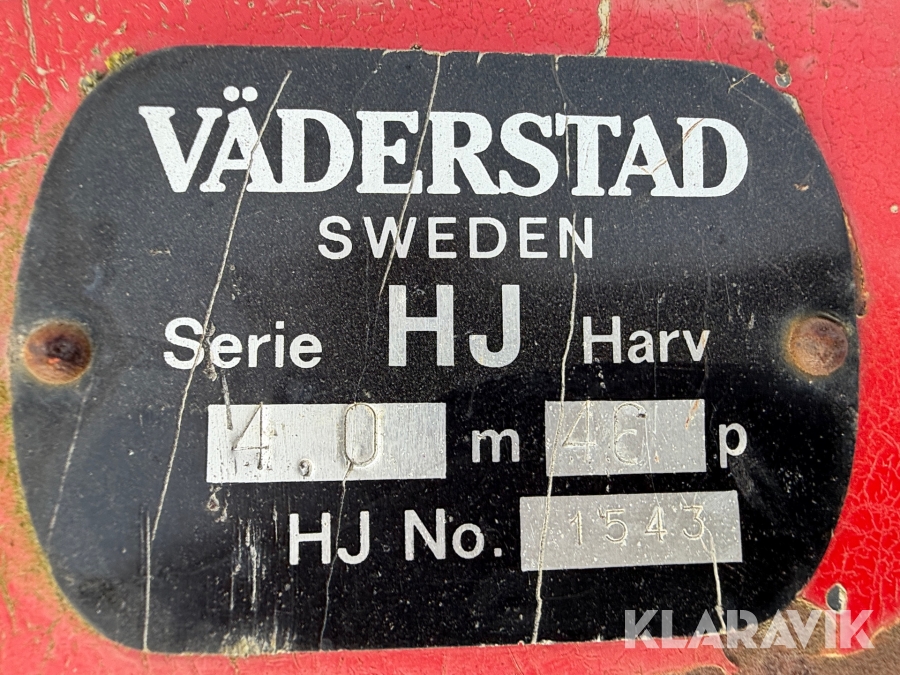 VÄDERSTAD
SWEDEN
Serie HJ Harv
4.0 m 46 p
HJ No. 1543
KLARAVIK